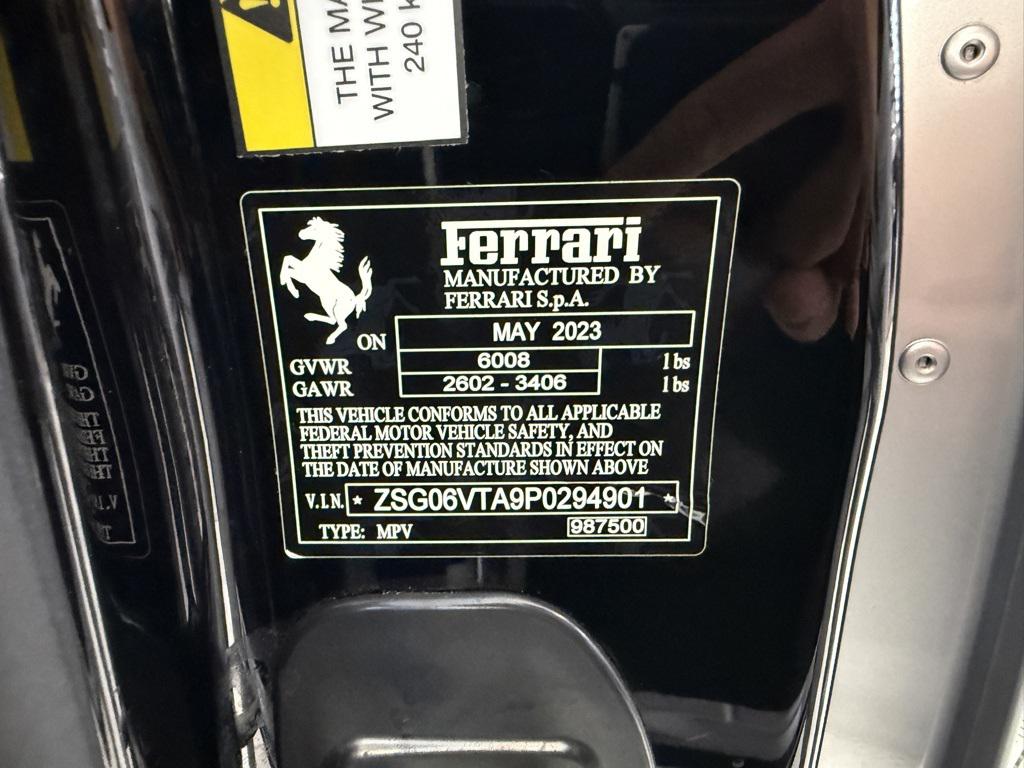 THE MA
WITH WE
240 k
Ferrari
MANUFACTURED BY
FERRARI S.p.A.
ON MAY 2023
GVWR 6008 lbs
GAWR 2602 - 3406 lbs
THIS VEHICLE CONFORMS TO ALL APPLICABLE
FEDERAL MOTOR VEHICLE SAFETY, AND
THEFT PREVENTION STANDARDS IN EFFECT ON
THE DATE OF MANUFACTURE SHOWN ABOVE
V.I.N. * ZSG06VTA9P0294901 *
TYPE: MPV 987500